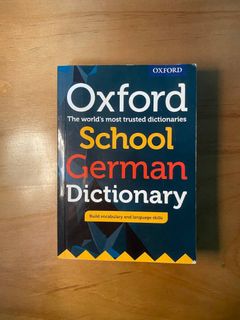 OXFORD
Oxford
The world's most trusted dictionaries
School
German
Dictionary
Build vocabulary and language skills